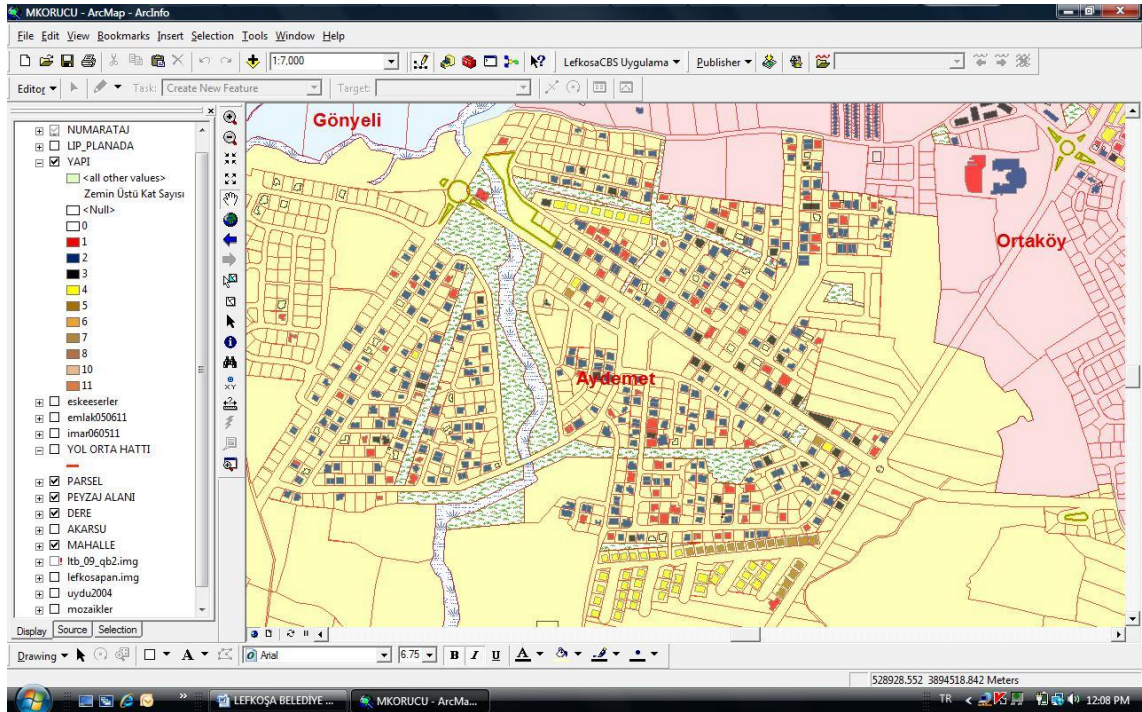 MKORUCU - ArcMap - ArcInfo
File Edit View Bookmarks Insert Selection Tools Window Help
1:7,000 LefkosaCBS Uygulama Publisher
Editor Task: Create New Feature Target:
NUMARATAJ
LIP_PLANADA
YAPI
<all other values>
Zemin Üstü Kat Sayısı
<Null>
0
1
2
3
4
5
6
7
8
10
11
eskeeserler
emlak050611
imar060511
YOL ORTA HATTI
PARSEL
PEYZAJ ALANI
DERE
AKARSU
MAHALLE
ltb_09_qb2.img
lefkosapan.img
uydu2004
mozaikler
Display Source Selection
Gönyeli
Ortaköy
Aydemet
Drawing A Arial 6.75 B I U A
528928.552 3894518.842 Meters
LEFKOŞA BELEDİYE ... MKORUCU - ArcMa... TR 12:08 PM